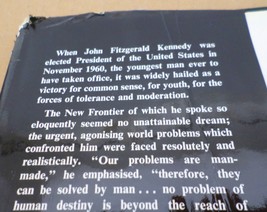 When John Fitzgerald Kennedy was
elected President of the United States in
November 1960, the youngest man ever to
have taken office, it was widely hailed as a
victory for common sense, for youth, for the
forces of tolerance and moderation.
The New Frontier of which he spoke so
eloquently seemed no unattainable dream;
the urgent, agonising world problems which
confronted him were faced resolutely and
realistically. "Our problems are man-
made," he emphasised, "therefore, they
can be solved by man . . . no problem of
human destiny is beyond the reach of